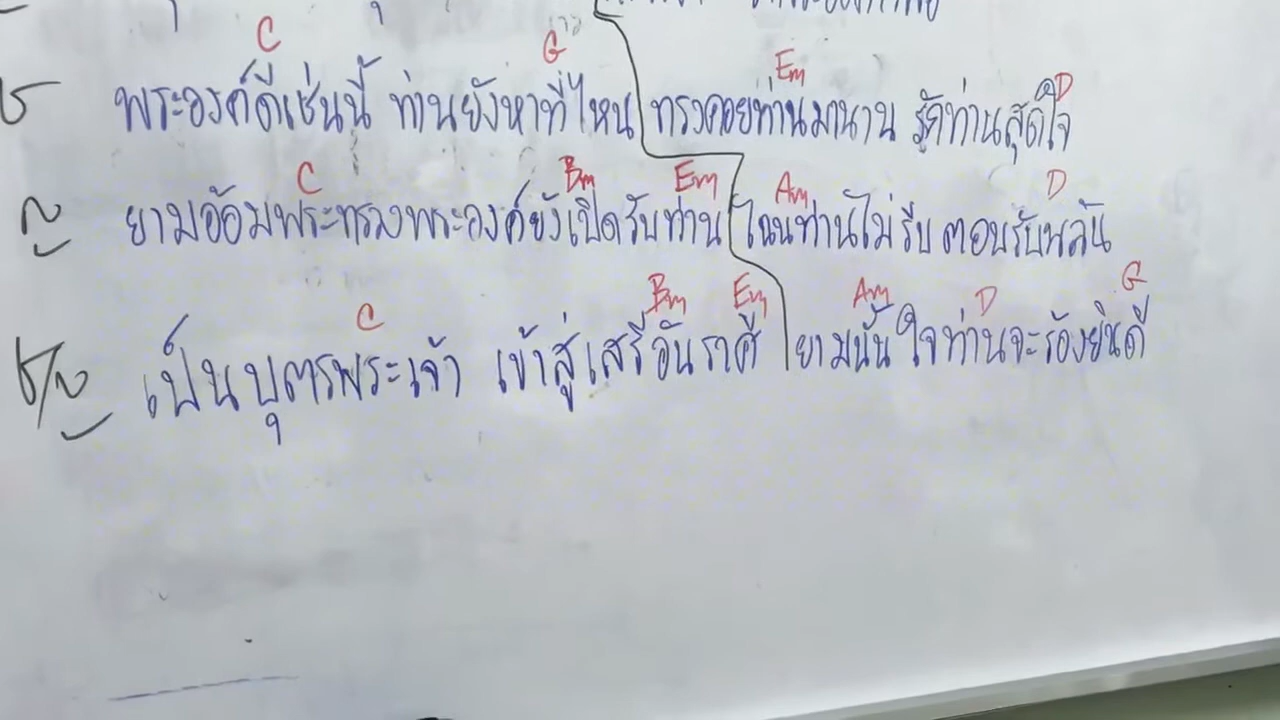 C G Em D
ช พระองค์ดีเช่นนี้ ท่านยังหาที่ไหน ทรงคอยท่านมานาน รักท่านสุดใจ
C Bm Em Am D
ญ ยามอ้อมพระทรวงพระองค์ยังเปิดรับท่าน ไฉนท่านไม่รีบ ตอบรับพลัน
C Bm Em Am D G
ช/ญ เป็นบุตรพระเจ้า เข้าสู่เสรีอันราศี ยามนั้น ใจท่านจะร้องยินดี